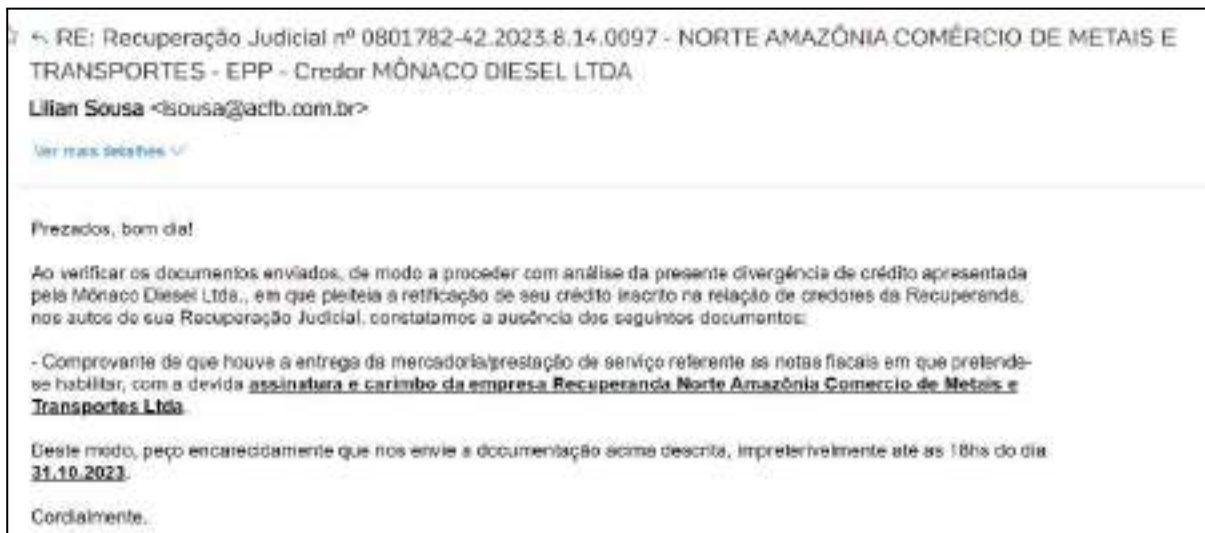 RE: Recuperação Judicial nº 0801782-42.2023.8.14.0097 - NORTE AMAZÔNIA COMÉRCIO DE METAIS E
TRANSPORTES - EPP - Credor MÔNACO DIESEL LTDA
Lilian Sousa <lsousa@acfb.com.br>
Ver mais detalhes
Prezados, bom dia!
Ao verificar os documentos enviados, de modo a proceder com análise da presente divergência de crédito apresentada
pela Mônaco Diesel Ltda., em que pleiteia a retificação de seu crédito inscrito na relação de credores da Recuperanda,
nos autos de sua Recuperação Judicial, constatamos a ausência dos seguintes documentos:
- Comprovante de que houve a entrega da mercadoria/prestação de serviço referente as notas fiscais em que pretende-
se habilitar, com a devida assinatura e carimbo da empresa Recuperanda Norte Amazônia Comercio de Metais e
Transportes Ltda.
Deste modo, peço encarecidamente que nos envie a documentação acima descrita, impreterivelmente até as 18hs do dia
31.10.2023.
Cordialmente.